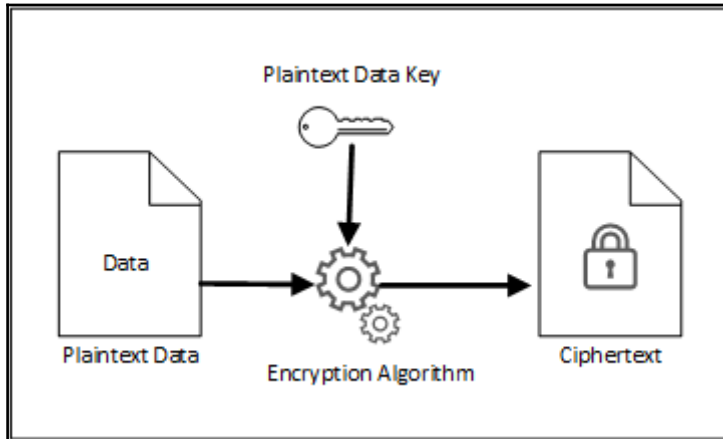 Plaintext Data Key
Data
Plaintext Data
Encryption Algorithm
Ciphertext